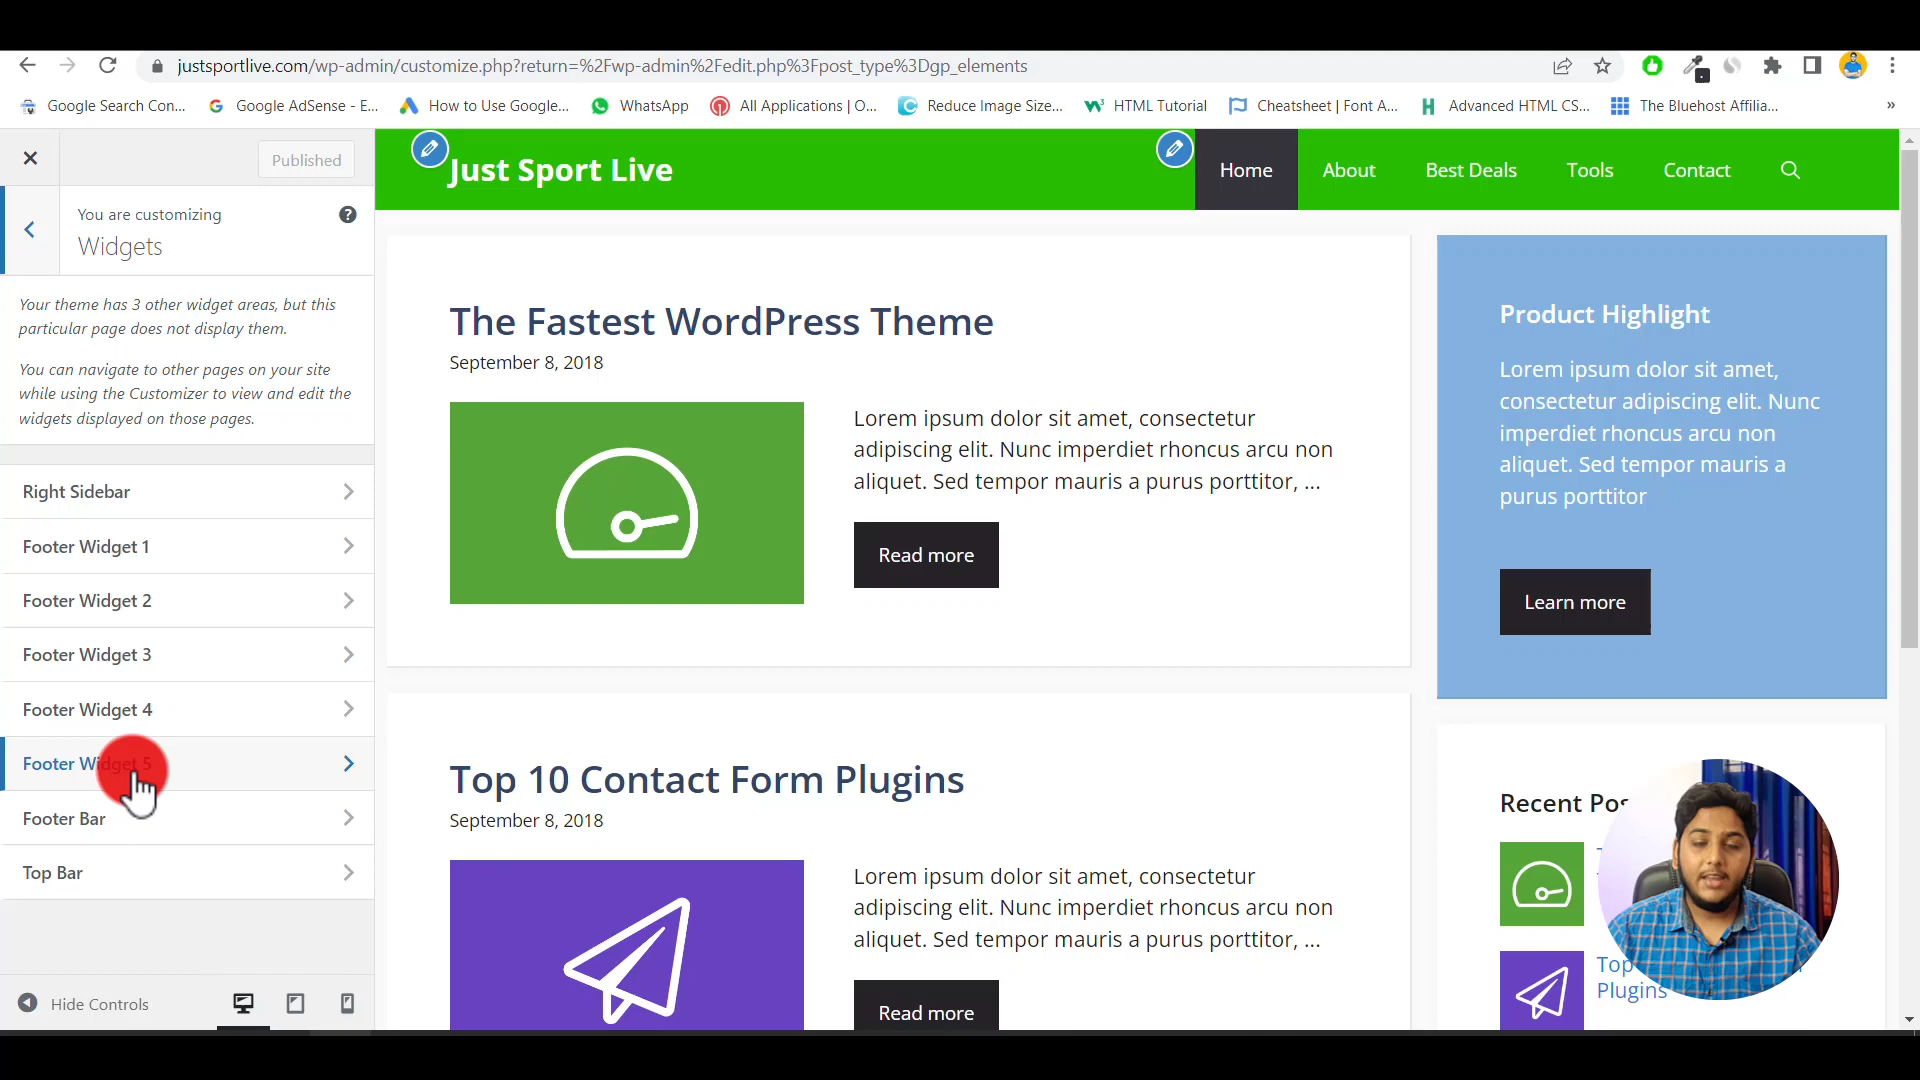 justsportlive.com/wp-admin/customize.php?return=%2Fwp-admin%2Fedit.php%3Fpost_type%3Dgp_elements
Google Search Con...
Google AdSense - E...
How to Use Google...
WhatsApp
All Applications | O...
Reduce Image Size...
HTML Tutorial
Cheatsheet | Font A...
Advanced HTML CS...
The Bluehost Affilia...
»
Published
You are customizing
Widgets
Your theme has 3 other widget areas, but this
particular page does not display them.
You can navigate to other pages on your site
while using the Customizer to view and edit the
widgets displayed on those pages.
Right Sidebar
Footer Widget 1
Footer Widget 2
Footer Widget 3
Footer Widget 4
Footer Widget 5
Footer Bar
Top Bar
Hide Controls
Just Sport Live
Home
About
Best Deals
Tools
Contact
The Fastest WordPress Theme
September 8, 2018
Lorem ipsum dolor sit amet, consectetur
adipiscing elit. Nunc imperdiet rhoncus arcu non
aliquet. Sed tempor mauris a purus porttitor, ...
Read more
Top 10 Contact Form Plugins
September 8, 2018
Lorem ipsum dolor sit amet, consectetur
adipiscing elit. Nunc imperdiet rhoncus arcu non
aliquet. Sed tempor mauris a purus porttitor, ...
Read more
Product Highlight
Lorem ipsum dolor sit amet,
consectetur adipiscing elit. Nunc
imperdiet rhoncus arcu non
aliquet. Sed tempor mauris a
purus porttitor
Learn more
Recent
Top
Plugins